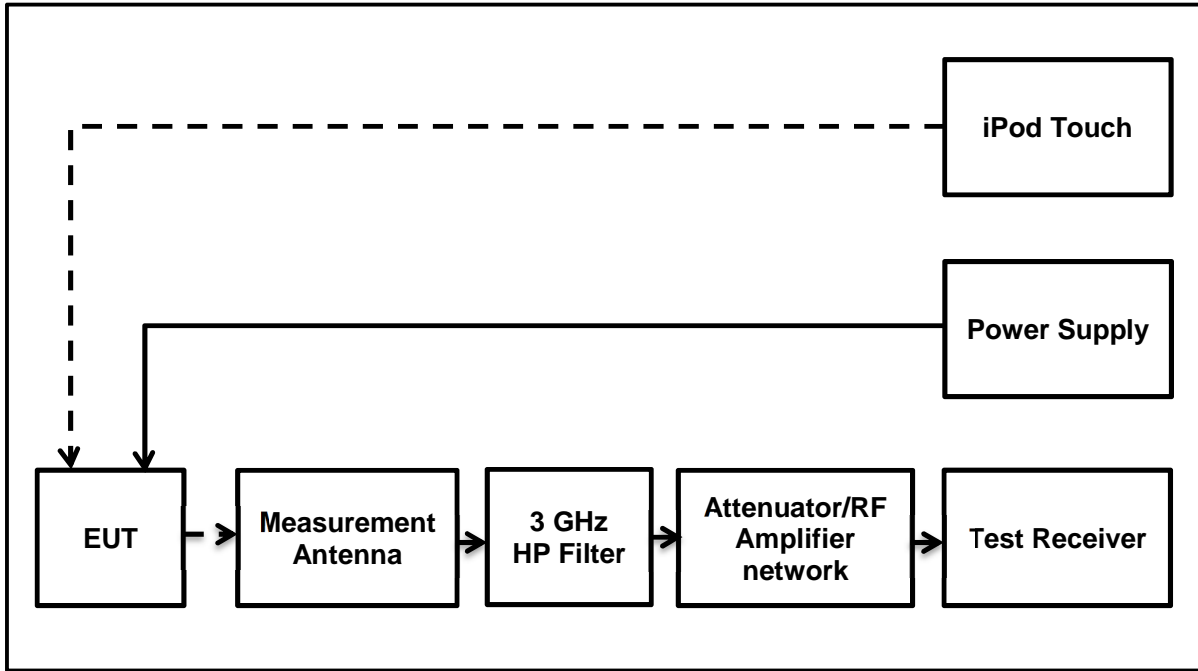 iPod Touch
Power Supply
EUT
Measurement
Antenna
3 GHz
HP Filter
Attenuator/RF
Amplifier
network
Test Receiver